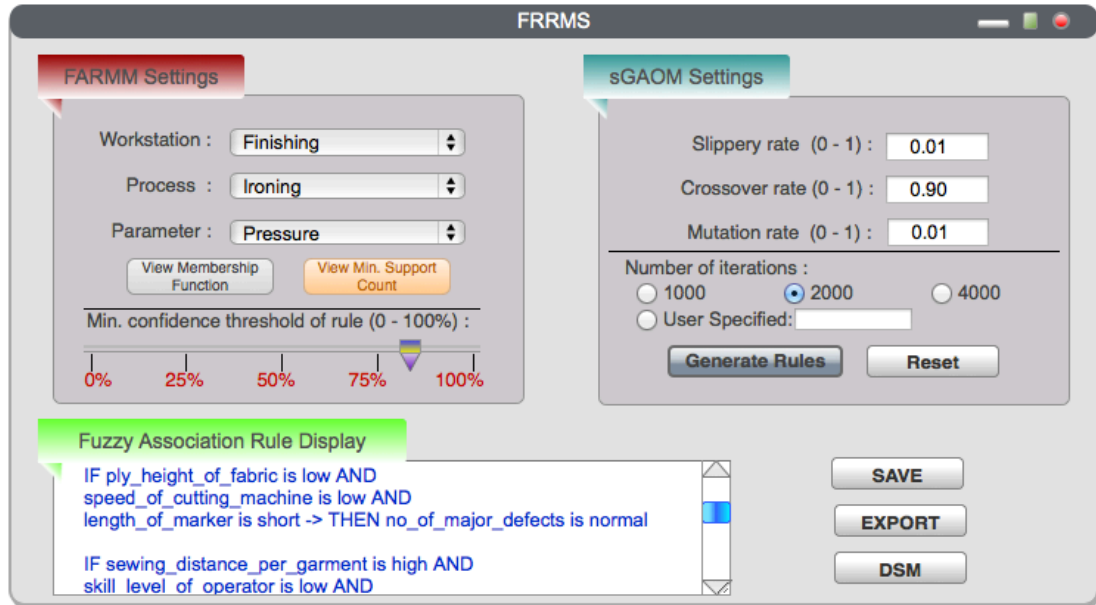 FRRMS
FARMM Settings
Workstation : Finishing
Process : Ironing
Parameter : Pressure
View Membership
Function
View Min. Support
Count
Min. confidence threshold of rule (0 - 100%) :
0% 25% 50% 75% 100%
sGAOM Settings
Slippery rate (0 - 1) : 0.01
Crossover rate (0 - 1) : 0.90
Mutation rate (0 - 1) : 0.01
Number of iterations :
1000 2000 4000
User Specified:
Generate Rules Reset
Fuzzy Association Rule Display
IF ply_height_of_fabric is low AND
speed_of_cutting_machine is low AND
length_of_marker is short -> THEN no_of_major_defects is normal
IF sewing_distance_per_garment is high AND
skill_level_of_operator is low AND
SAVE
EXPORT
DSM